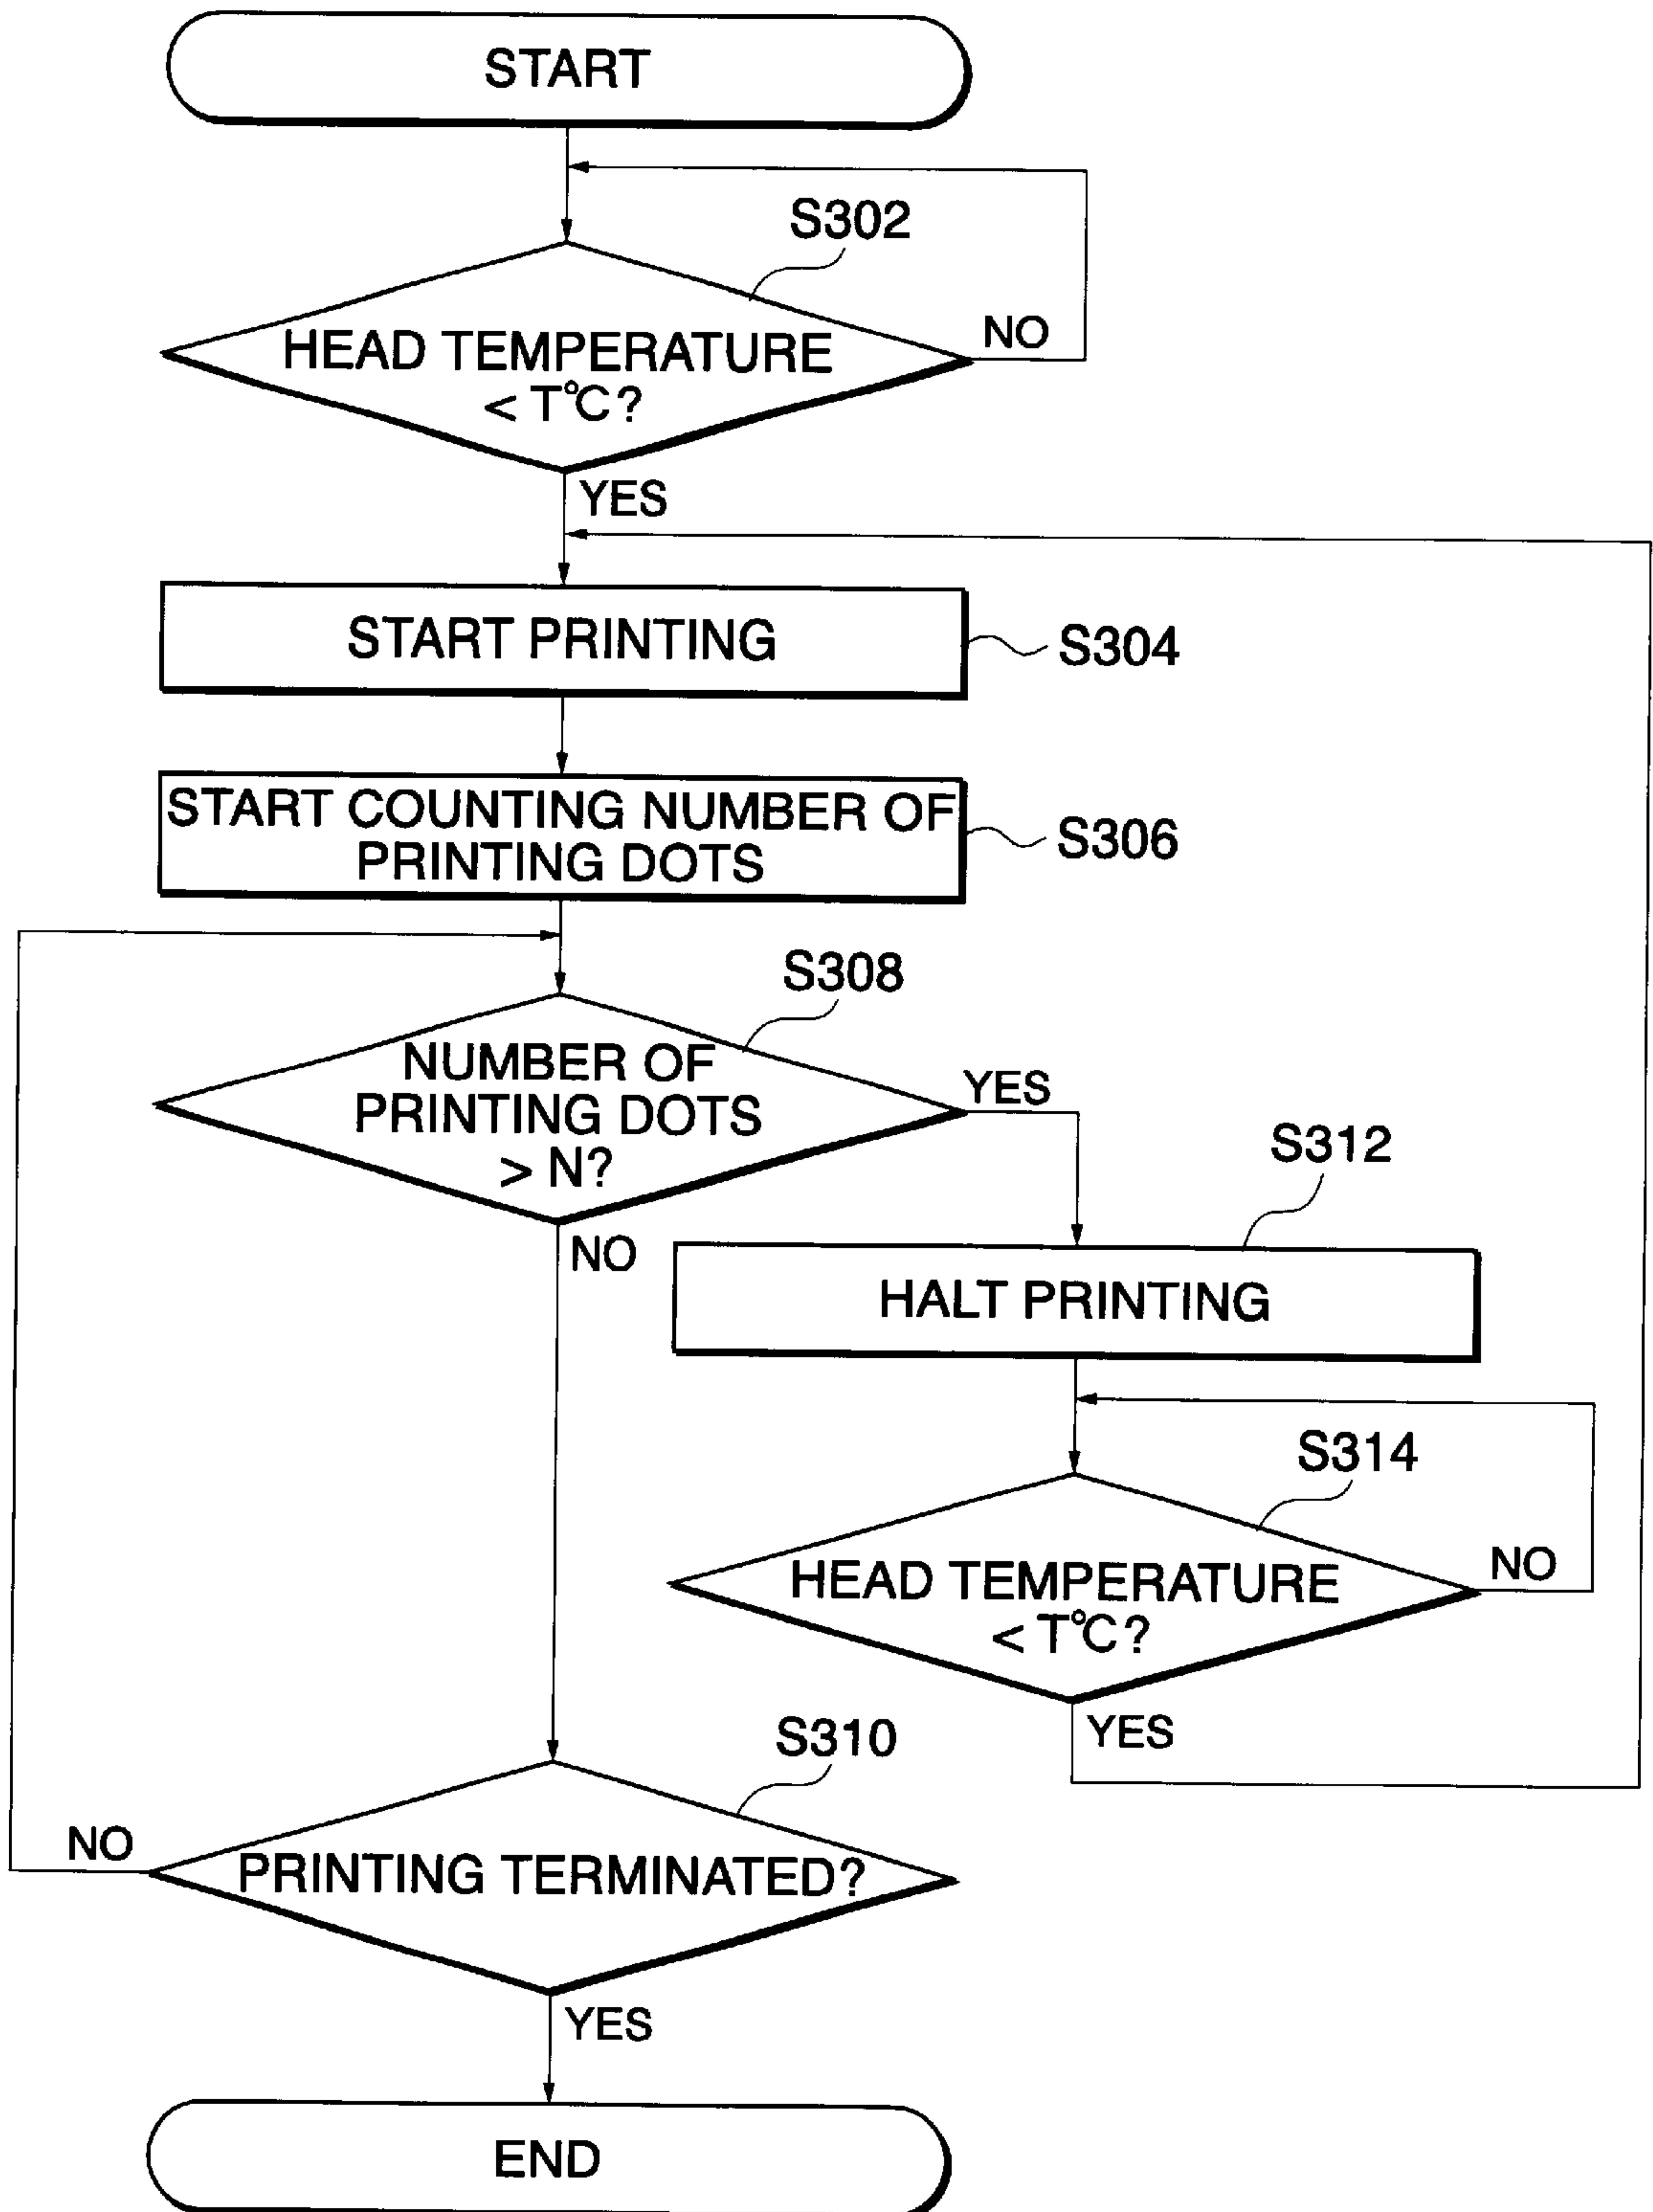 START
S302
HEAD TEMPERATURE
< T℃?
NO
YES
START PRINTING
S304
START COUNTING NUMBER OF
PRINTING DOTS
S306
S308
NUMBER OF
PRINTING DOTS
> N?
YES
NO
S312
HALT PRINTING
S314
HEAD TEMPERATURE
< T℃?
NO
YES
S310
PRINTING TERMINATED?
NO
YES
END